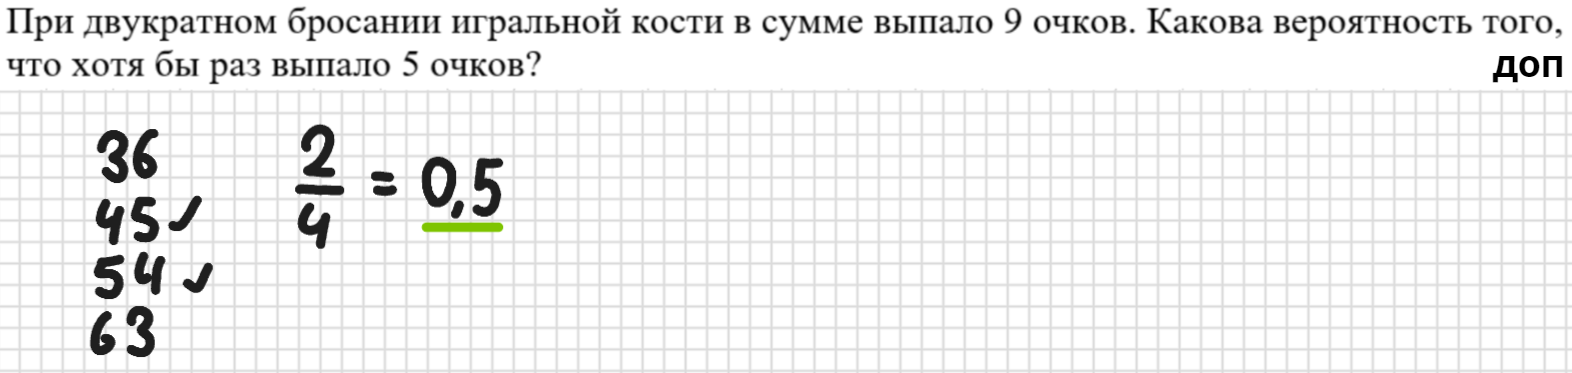 При двукратном бросании игральной кости в сумме выпало 9 очков. Какова вероятность того,
что хотя бы раз выпало 5 очков?
доп
36
45 ✓
54 ✓
63
2/4 = 0,5